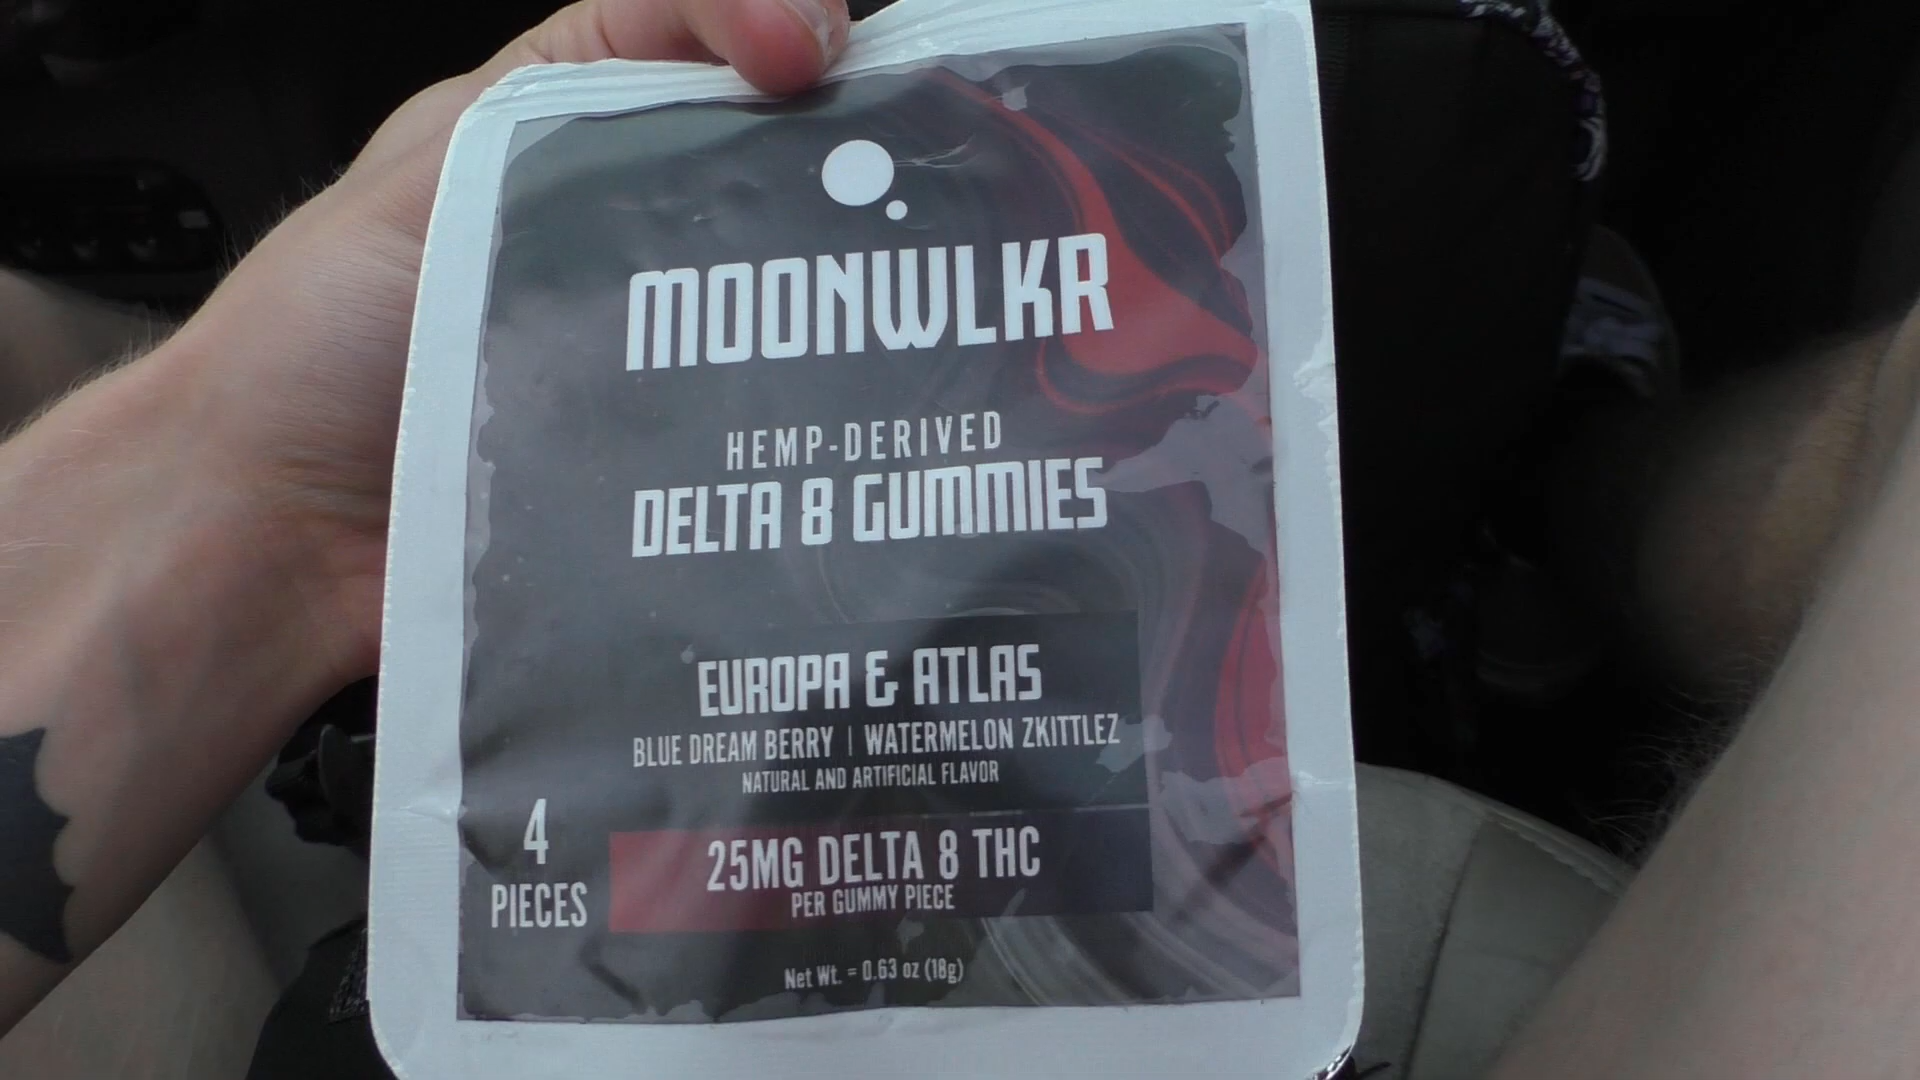 MOONWLKR
HEMP-DERIVED
DELTA 8 GUMMIES
EUROPA & ATLAS
BLUE DREAM BERRY | WATERMELON ZKITTLEZ
NATURAL AND ARTIFICIAL FLAVOR
4
PIECES
25MG DELTA 8 THC
PER GUMMY PIECE
Net Wt. = 0.63 oz (18g)